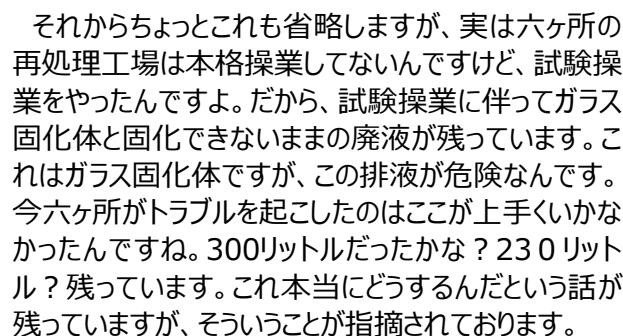 それからちょっとこれも省略しますが、実は六ヶ所の
再処理工場は本格操業してないんですけど、試験操
業をやったんですよ。だから、試験操業に伴ってガラス
固化体と固化できないままの廃液が残っています。こ
れはガラス固化体ですが、この排液が危険なんです。
今六ヶ所がトラブルを起こしたのはここが上手くいかな
かったんですね。300リットルだったかな？２３０リット
ル？残っています。これ本当にどうするんだという話が
残っていますが、そういうことが指摘されております。